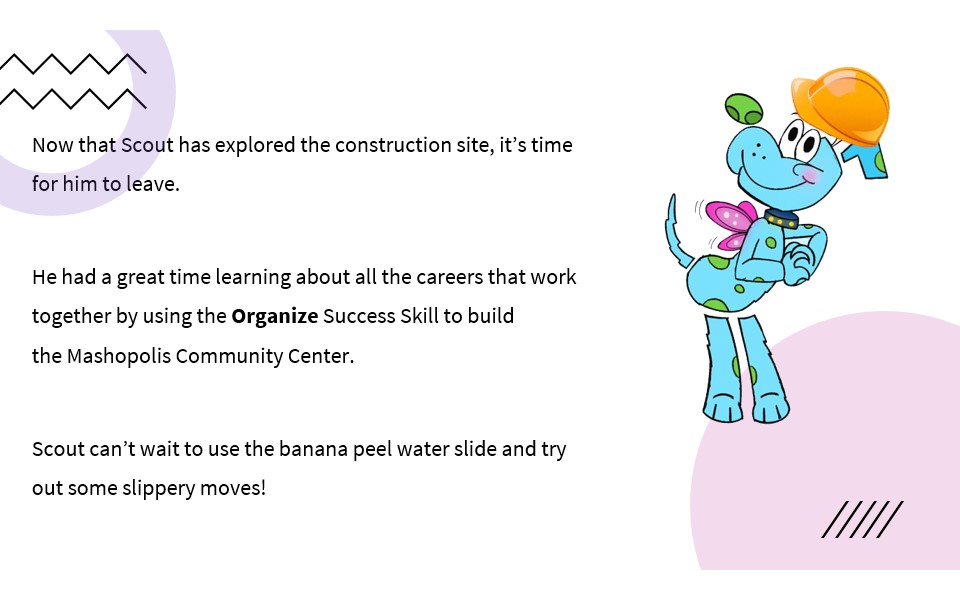 Now that Scout has explored the construction site, it’s time
for him to leave.
He had a great time learning about all the careers that work
together by using the Organize Success Skill to build
the Mashopolis Community Center.
Scout can’t wait to use the banana peel water slide and try
out some slippery moves!